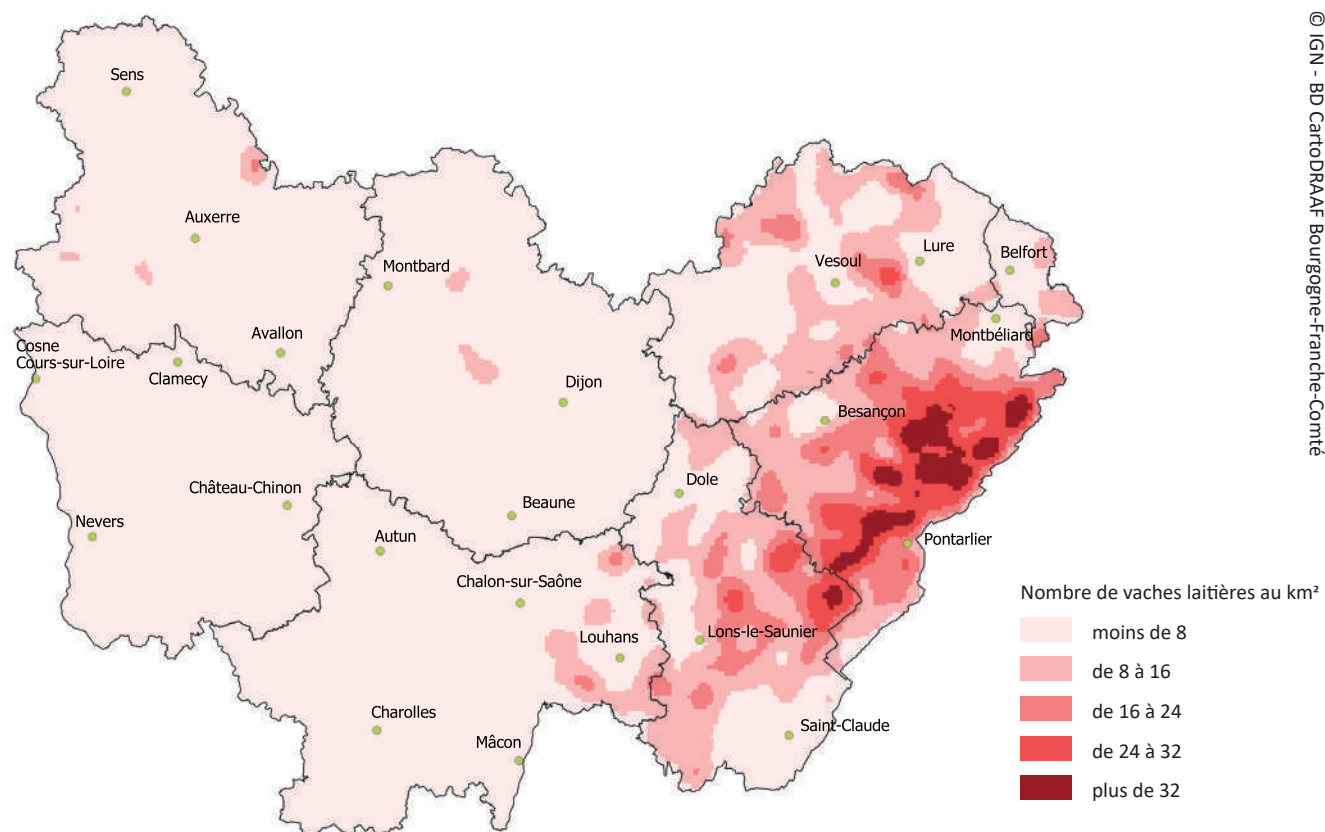 © IGN - BD CartoDRAAF Bourgogne-Franche-Comté
Sens
Auxerre
Montbard
Vesoul
Lure
Belfort
Avallon
Montbéliard
Cosne
Cours-sur-Loire
Clamecy
Dijon
Besançon
Château-Chinon
Dole
Beaune
Nevers
Autun
Pontarlier
Chalon-sur-Saône
Louhans
Lons-le-Saunier
Charolles
Saint-Claude
Mâcon
Nombre de vaches laitières au km²
moins de 8
de 8 à 16
de 16 à 24
de 24 à 32
plus de 32